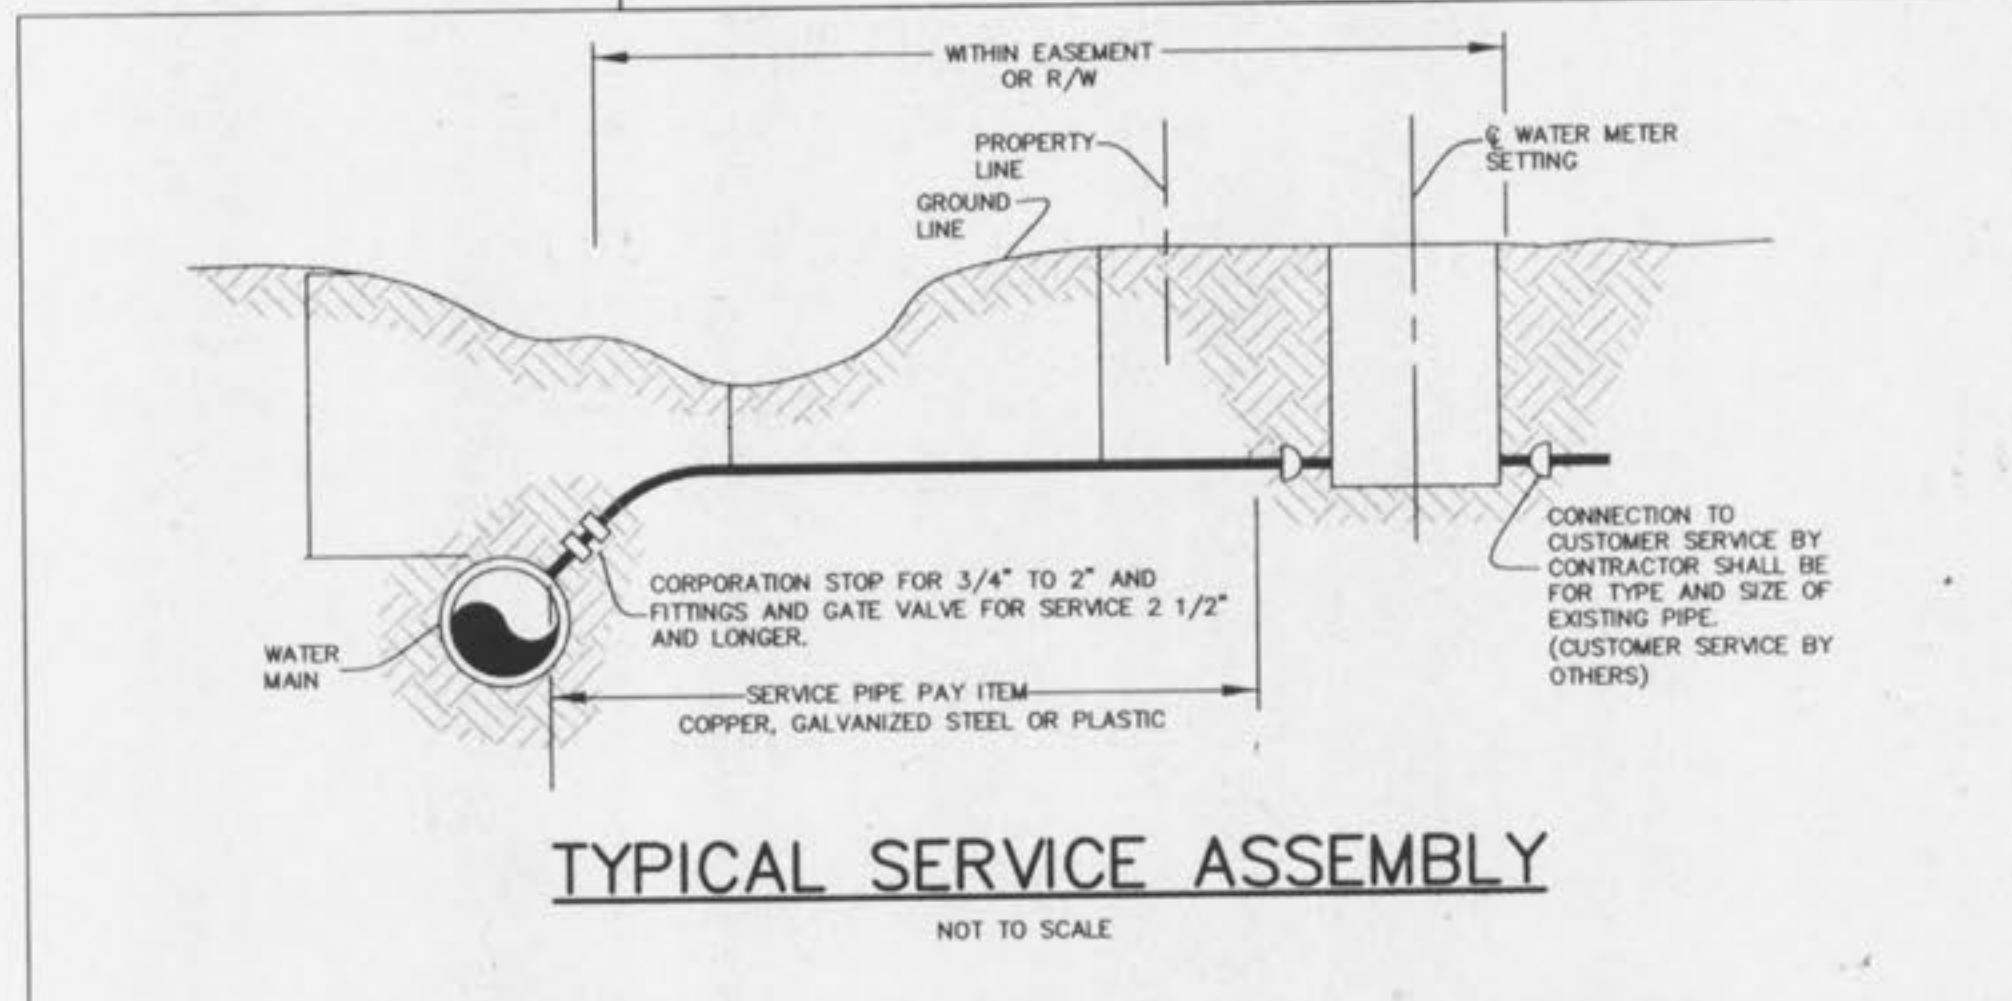 WITHIN EASEMENT
OR R/W
PROPERTY
LINE
GROUND
LINE
℄ WATER METER
SETTING
CORPORATION STOP FOR 3/4" TO 2" AND
FITTINGS AND GATE VALVE FOR SERVICE 2 1/2"
AND LONGER.
WATER
MAIN
SERVICE PIPE PAY ITEM
COPPER, GALVANIZED STEEL OR PLASTIC
CONNECTION TO
CUSTOMER SERVICE BY
CONTRACTOR SHALL BE
FOR TYPE AND SIZE OF
EXISTING PIPE.
(CUSTOMER SERVICE BY
OTHERS)
TYPICAL SERVICE ASSEMBLY
NOT TO SCALE